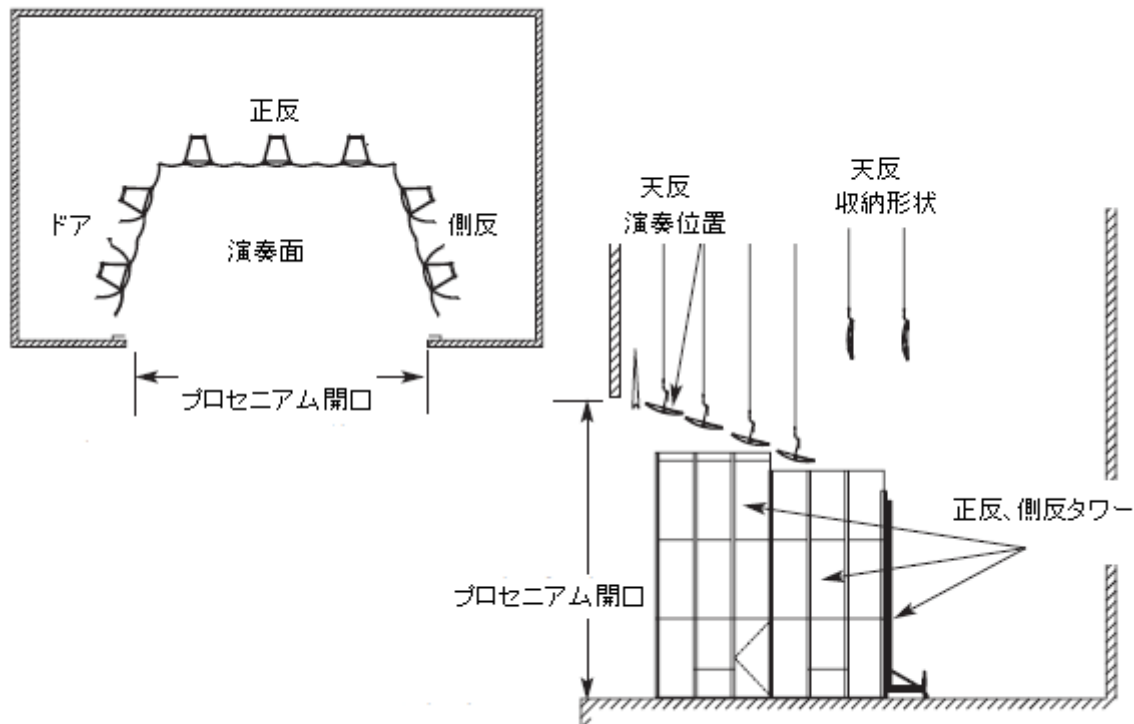 正反
ドア
側反
演奏面
プロセニアム開口
天反
演奏位置
天反
収納形状
正反、側反タワー
プロセニアム開口